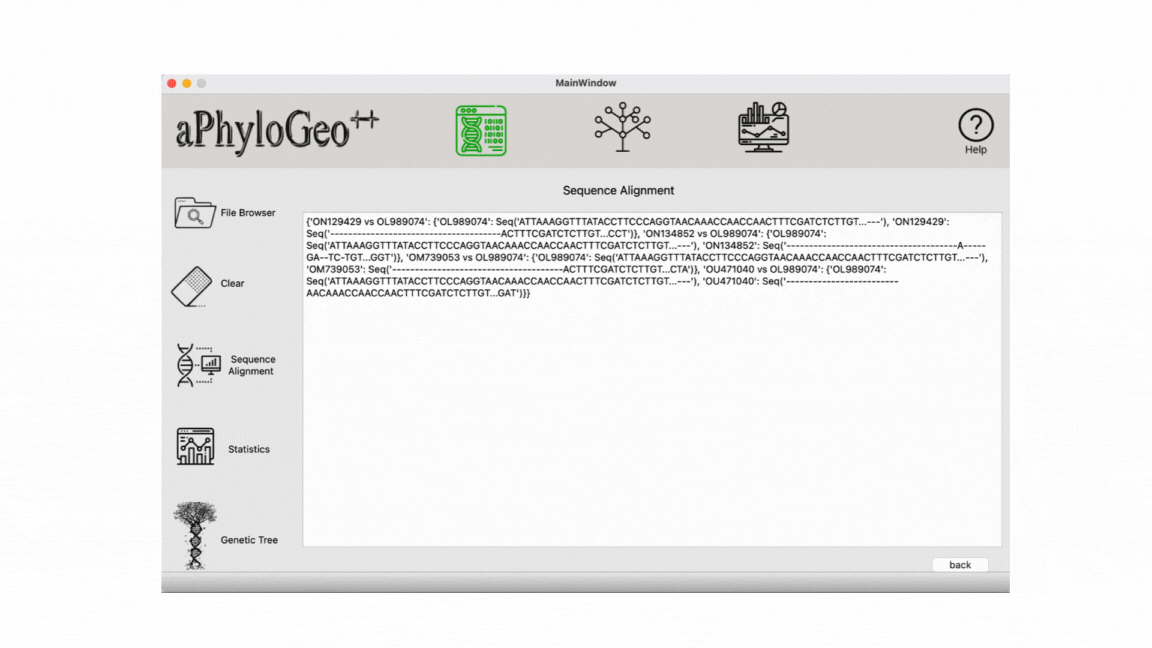 MainWindow
aPhyloGeo++
Help
Sequence Alignment
File Browser
Clear
Sequence
Alignment
Statistics
Genetic Tree
{'ON129429 vs OL989074': {'OL989074': Seq('ATTAAAGGTTTATACCTTCCCAGGTAACAAACCAACCAACTTTCGATCTCTTGT...---'), 'ON129429':
Seq('--------------------------------------ACTTTCGATCTCTTGT...CCT')}, 'ON134852 vs OL989074': {'OL989074':
Seq('ATTAAAGGTTTATACCTTCCCAGGTAACAAACCAACCAACTTTCGATCTCTTGT...---'), 'ON134852': Seq('--------------------------------------A-----
GA--TC-TGT...GGT')}, 'OM739053 vs OL989074': {'OL989074': Seq('ATTAAAGGTTTATACCTTCCCAGGTAACAAACCAACCAACTTTCGATCTCTTGT...---'),
'OM739053': Seq('--------------------------------------ACTTTCGATCTCTTGT...CTA')}, 'OU471040 vs OL989074': {'OL989074':
Seq('ATTAAAGGTTTATACCTTCCCAGGTAACAAACCAACCAACTTTCGATCTCTTGT...---'), 'OU471040': Seq('-------------------------
AACAAACCAACCAACTTTCGATCTCTTGT...GAT')}}
back